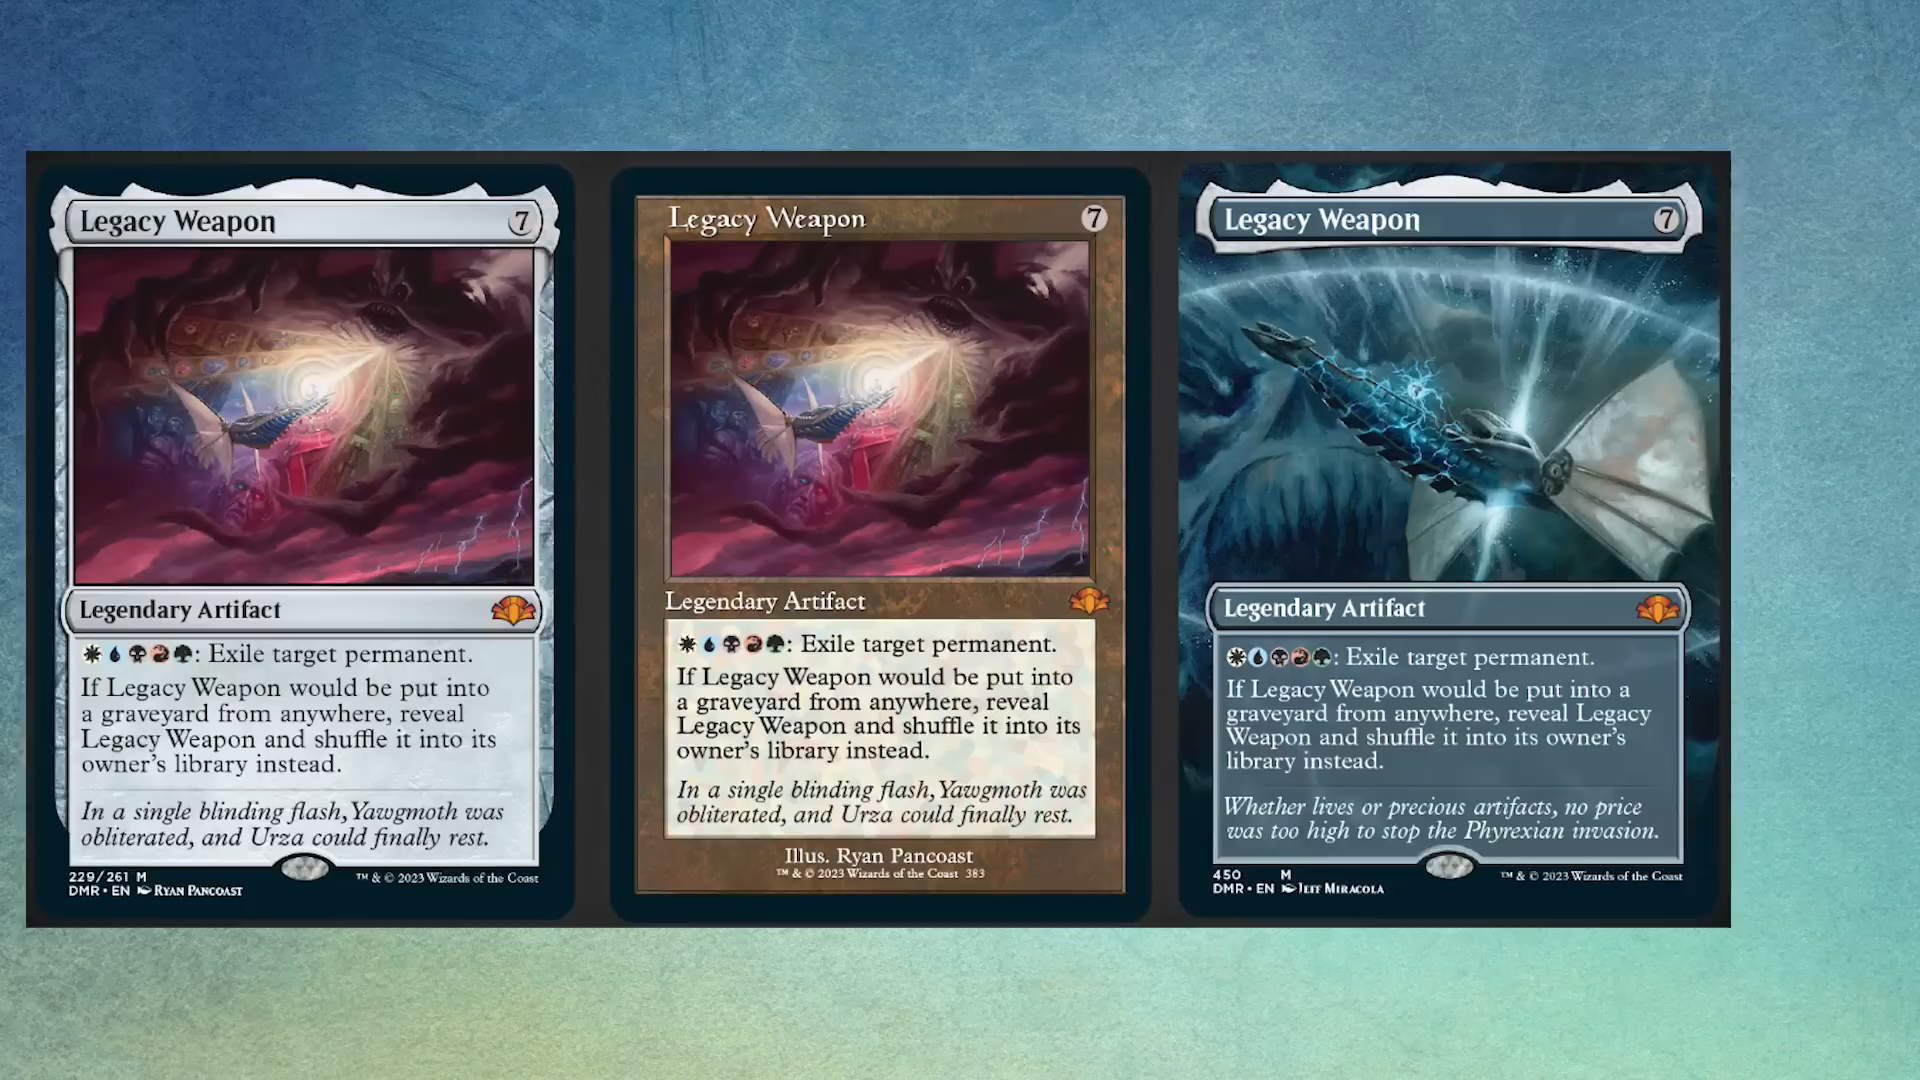 Legacy Weapon 7
Legendary Artifact
: Exile target permanent.
If Legacy Weapon would be put into
a graveyard from anywhere, reveal
Legacy Weapon and shuffle it into its
owner's library instead.
In a single blinding flash, Yawgmoth was
obliterated, and Urza could finally rest.
229/261 M
DMR • EN Ryan Pancoast
™ & © 2023 Wizards of the Coast
Legacy Weapon 7
Legendary Artifact
: Exile target permanent.
If Legacy Weapon would be put into
a graveyard from anywhere, reveal
Legacy Weapon and shuffle it into its
owner's library instead.
In a single blinding flash, Yawgmoth was
obliterated, and Urza could finally rest.
Illus. Ryan Pancoast
™ & © 2023 Wizards of the Coast 383
Legacy Weapon 7
Legendary Artifact
: Exile target permanent.
If Legacy Weapon would be put into a
graveyard from anywhere, reveal Legacy
Weapon and shuffle it into its owner's
library instead.
Whether lives or precious artifacts, no price
was too high to stop the Phyrexian invasion.
450 M
DMR • EN Jeff Miracola
™ & © 2023 Wizards of the Coast